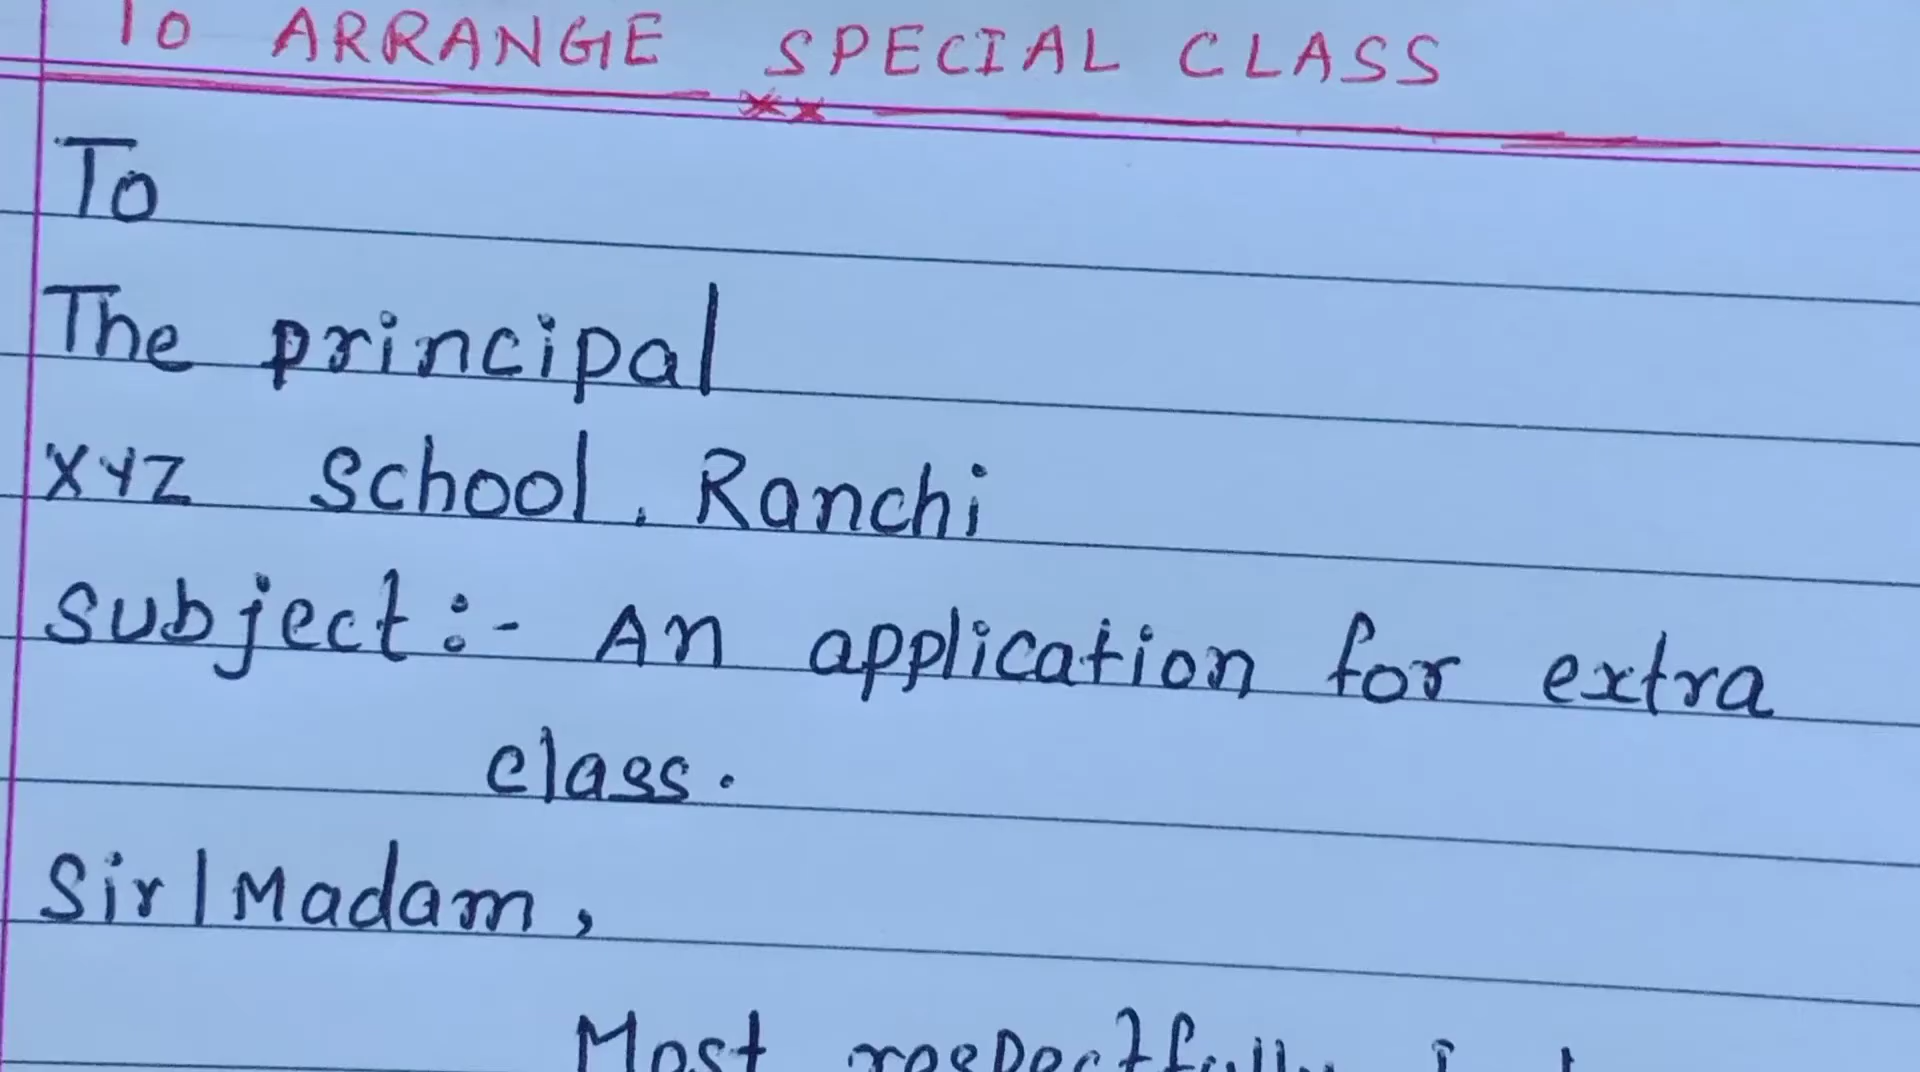 To ARRANGE SPECIAL CLASS
To
The principal
XYZ School, Ranchi
Subject:- An application for extra
class.
Sir/Madam,
Most respectfully